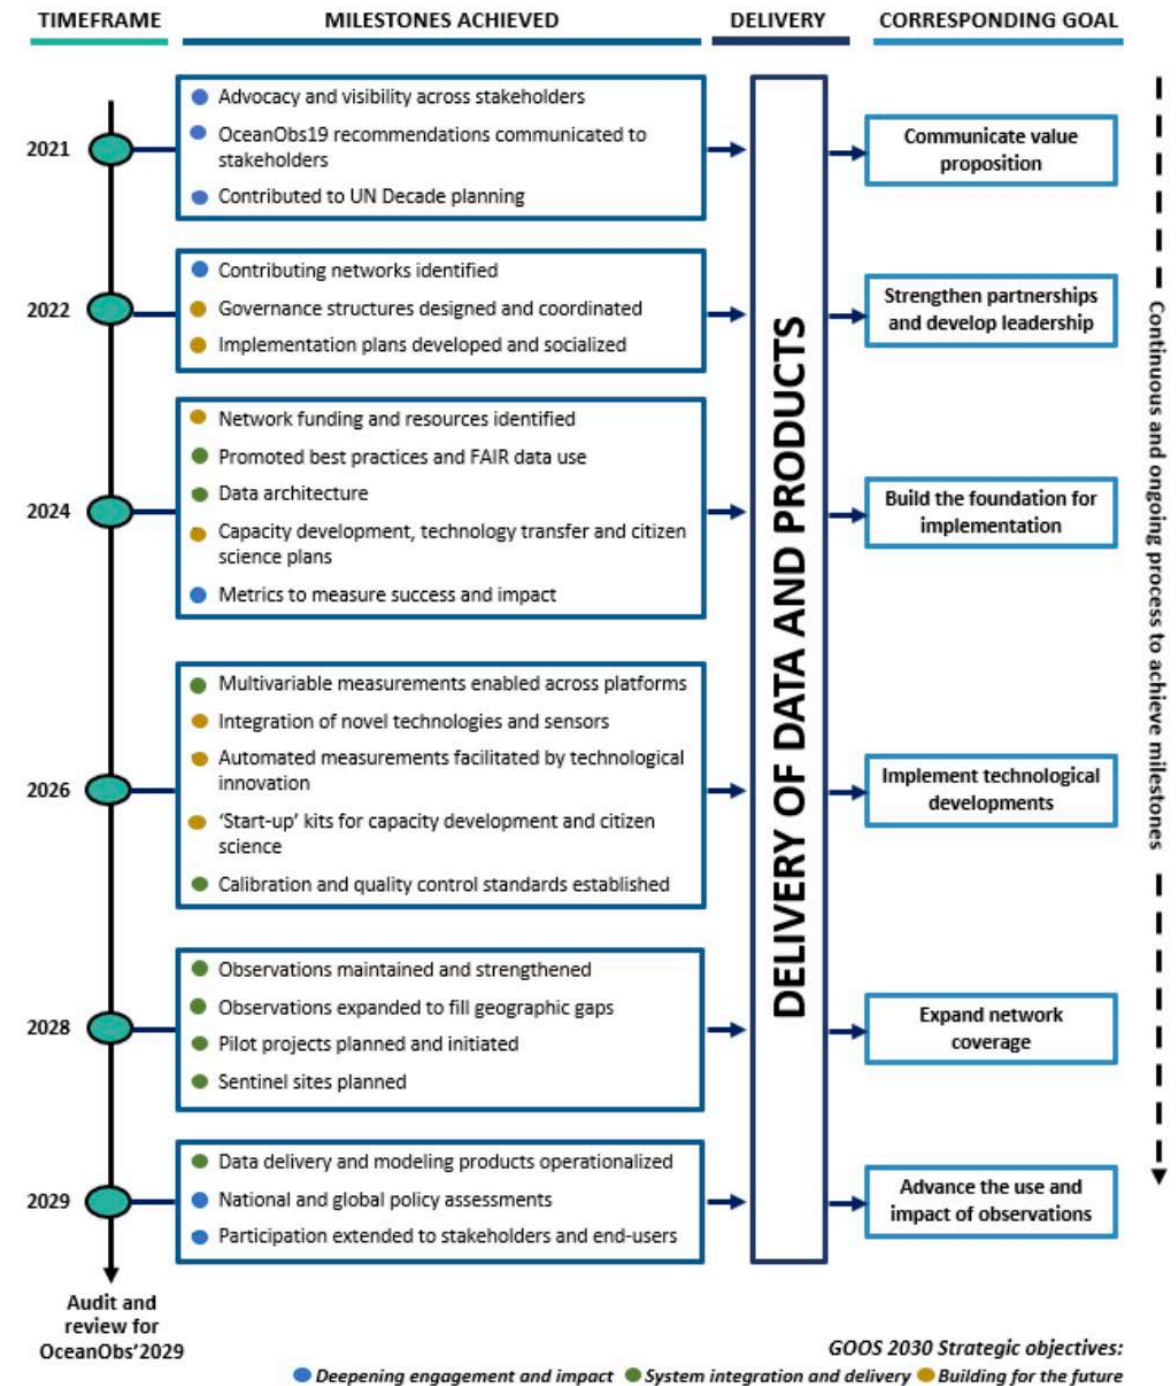 TIMEFRAME
MILESTONES ACHIEVED
DELIVERY
CORRESPONDING GOAL
2021
Advocacy and visibility across stakeholders
OceanObs19 recommendations communicated to
stakeholders
Contributed to UN Decade planning
Communicate value
proposition
2022
Contributing networks identified
Governance structures designed and coordinated
Implementation plans developed and socialized
Strengthen partnerships
and develop leadership
2024
Network funding and resources identified
Promoted best practices and FAIR data use
Data architecture
Capacity development, technology transfer and citizen
science plans
Metrics to measure success and impact
Build the foundation for
implementation
2026
Multivariable measurements enabled across platforms
Integration of novel technologies and sensors
Automated measurements facilitated by technological
innovation
‘Start-up’ kits for capacity development and citizen
science
Calibration and quality control standards established
Implement technological
developments
2028
Observations maintained and strengthened
Observations expanded to fill geographic gaps
Pilot projects planned and initiated
Sentinel sites planned
Expand network
coverage
2029
Data delivery and modeling products operationalized
National and global policy assessments
Participation extended to stakeholders and end-users
Advance the use and
impact of observations
DELIVERY OF DATA AND PRODUCTS
Continuous and ongoing process to achieve milestones
Audit and
review for
OceanObs’2029
GOOS 2030 Strategic objectives:
Deepening engagement and impact
System integration and delivery
Building for the future